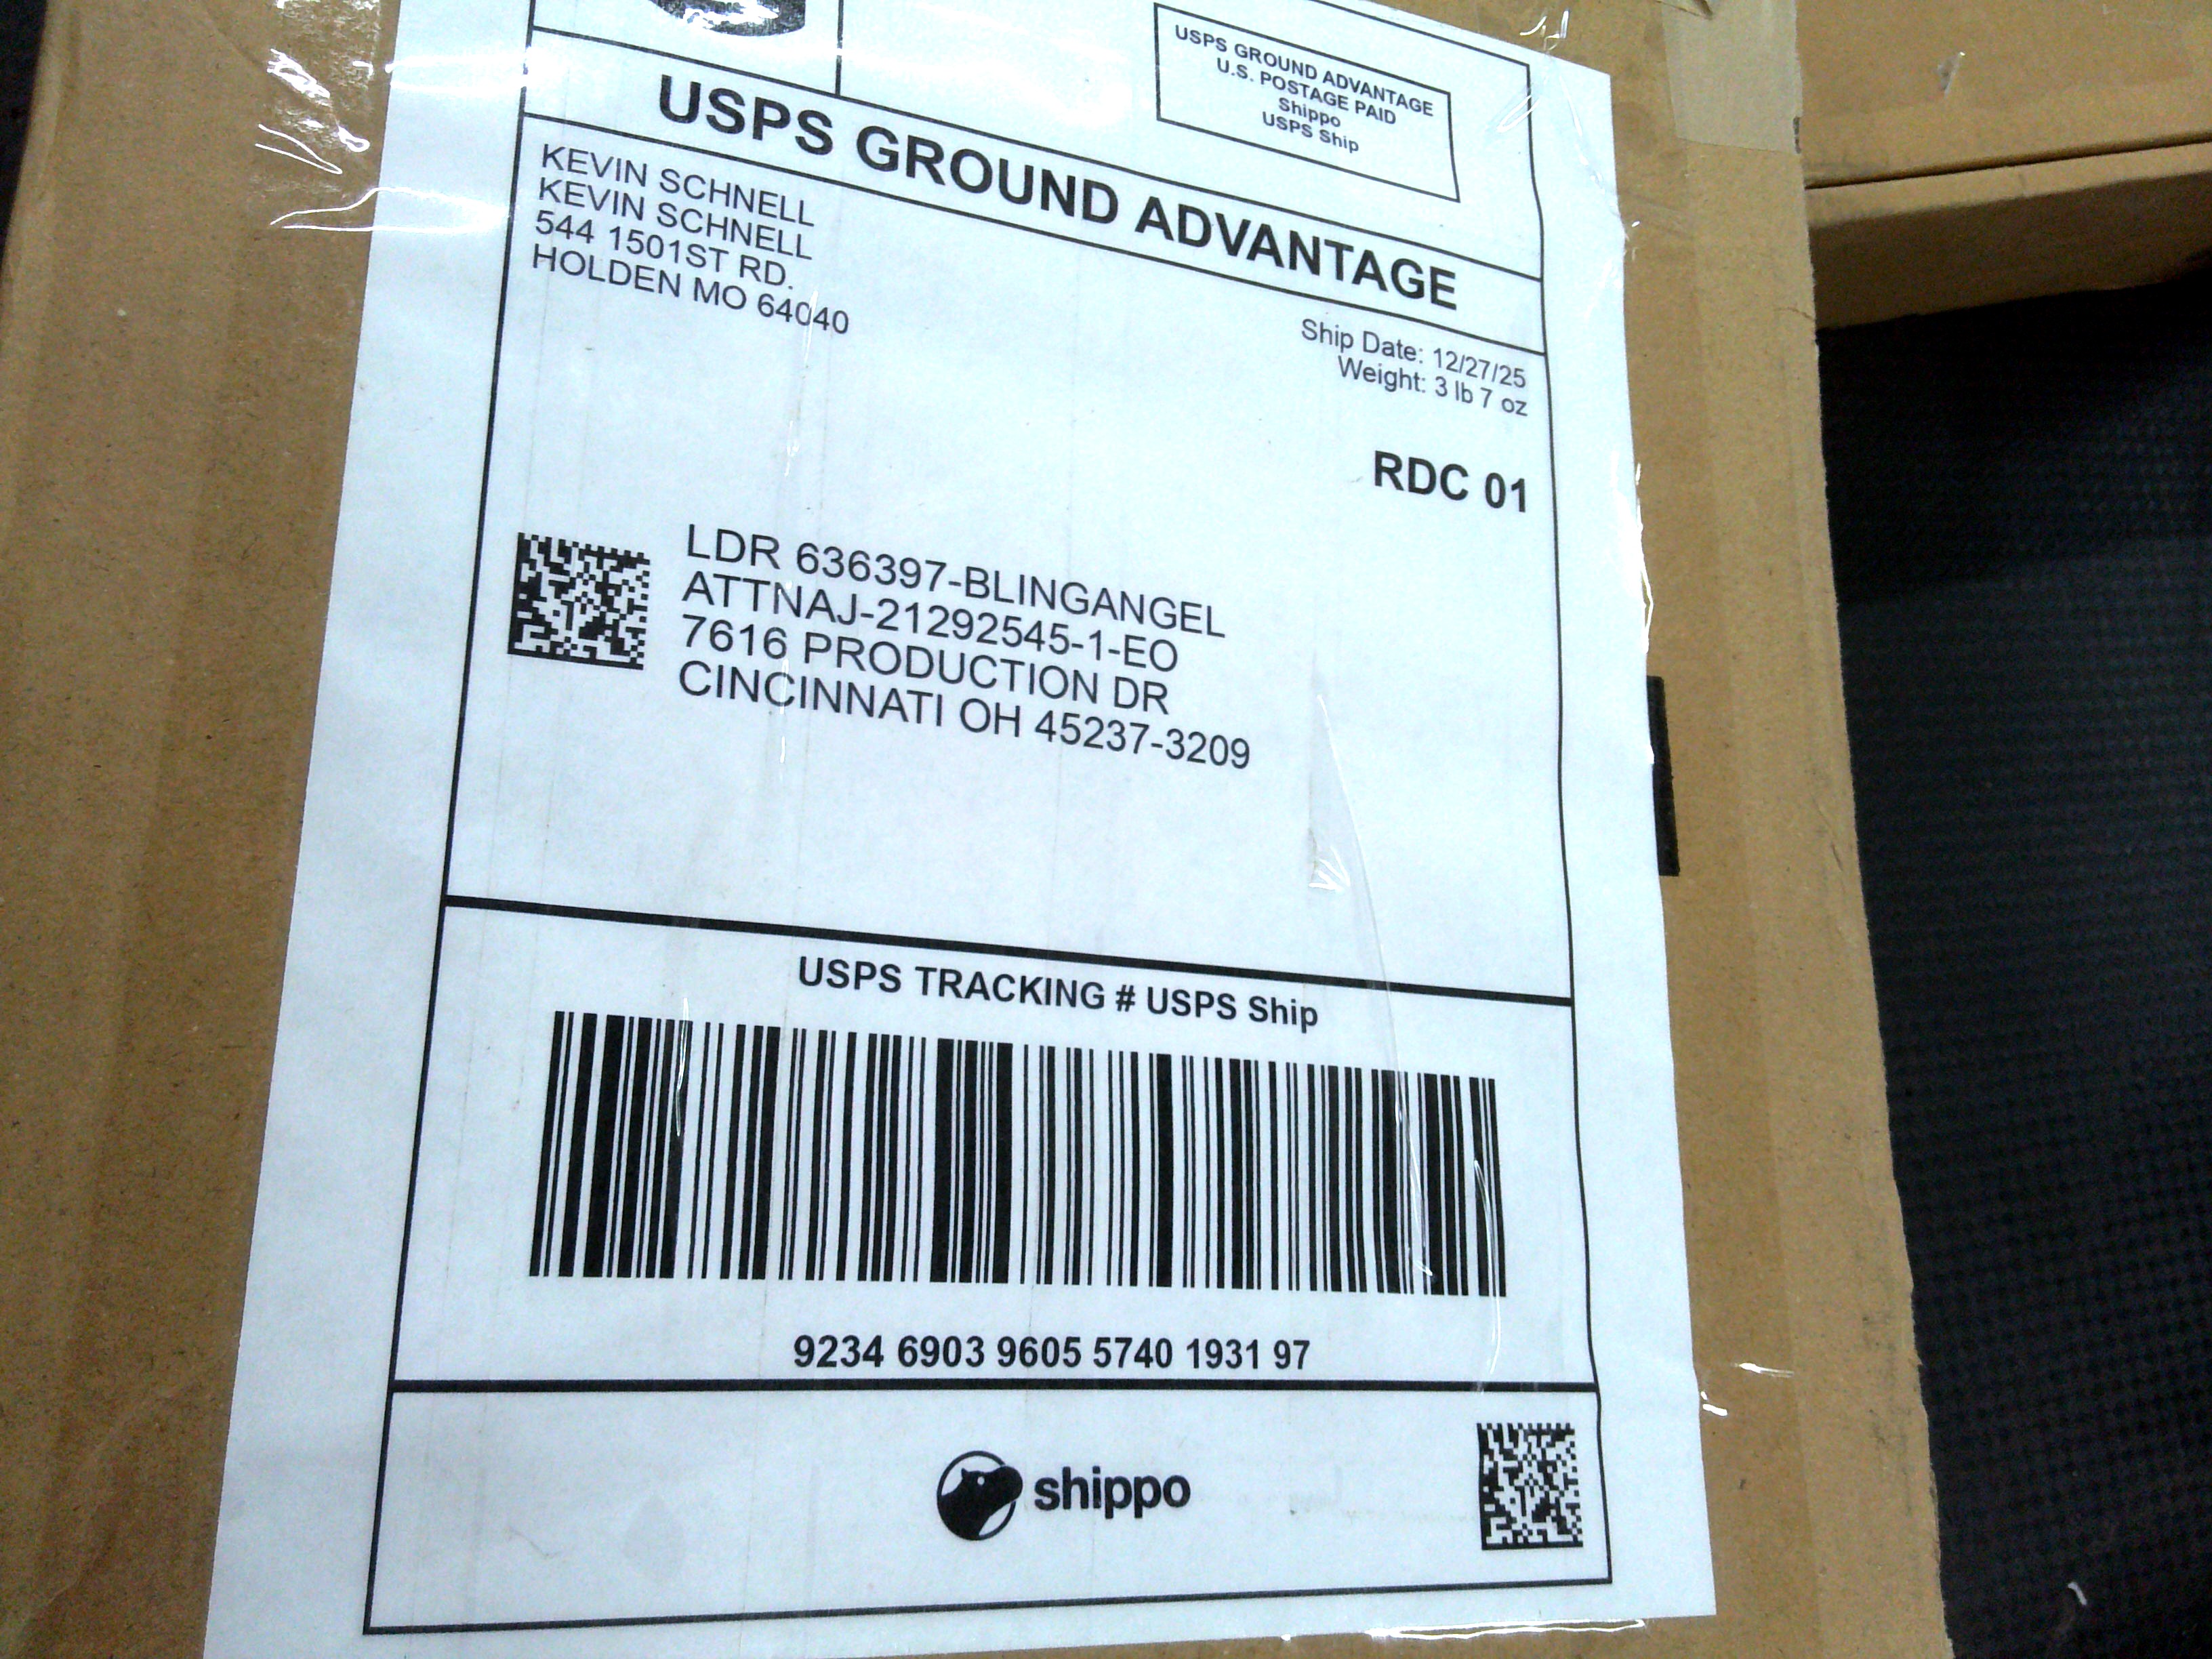 USPS GROUND ADVANTAGE
U.S. POSTAGE PAID
Shippo
USPS Ship
USPS GROUND ADVANTAGE
KEVIN SCHNELL
KEVIN SCHNELL
544 1501ST RD.
HOLDEN MO 64040
Ship Date: 12/27/25
Weight: 3 lb 7 oz
RDC 01
LDR 636397-BLINGANGEL
ATTNAJ-21292545-1-EO
7616 PRODUCTION DR
CINCINNATI OH 45237-3209
USPS TRACKING # USPS Ship
9234 6903 9605 5740 1931 97
shippo